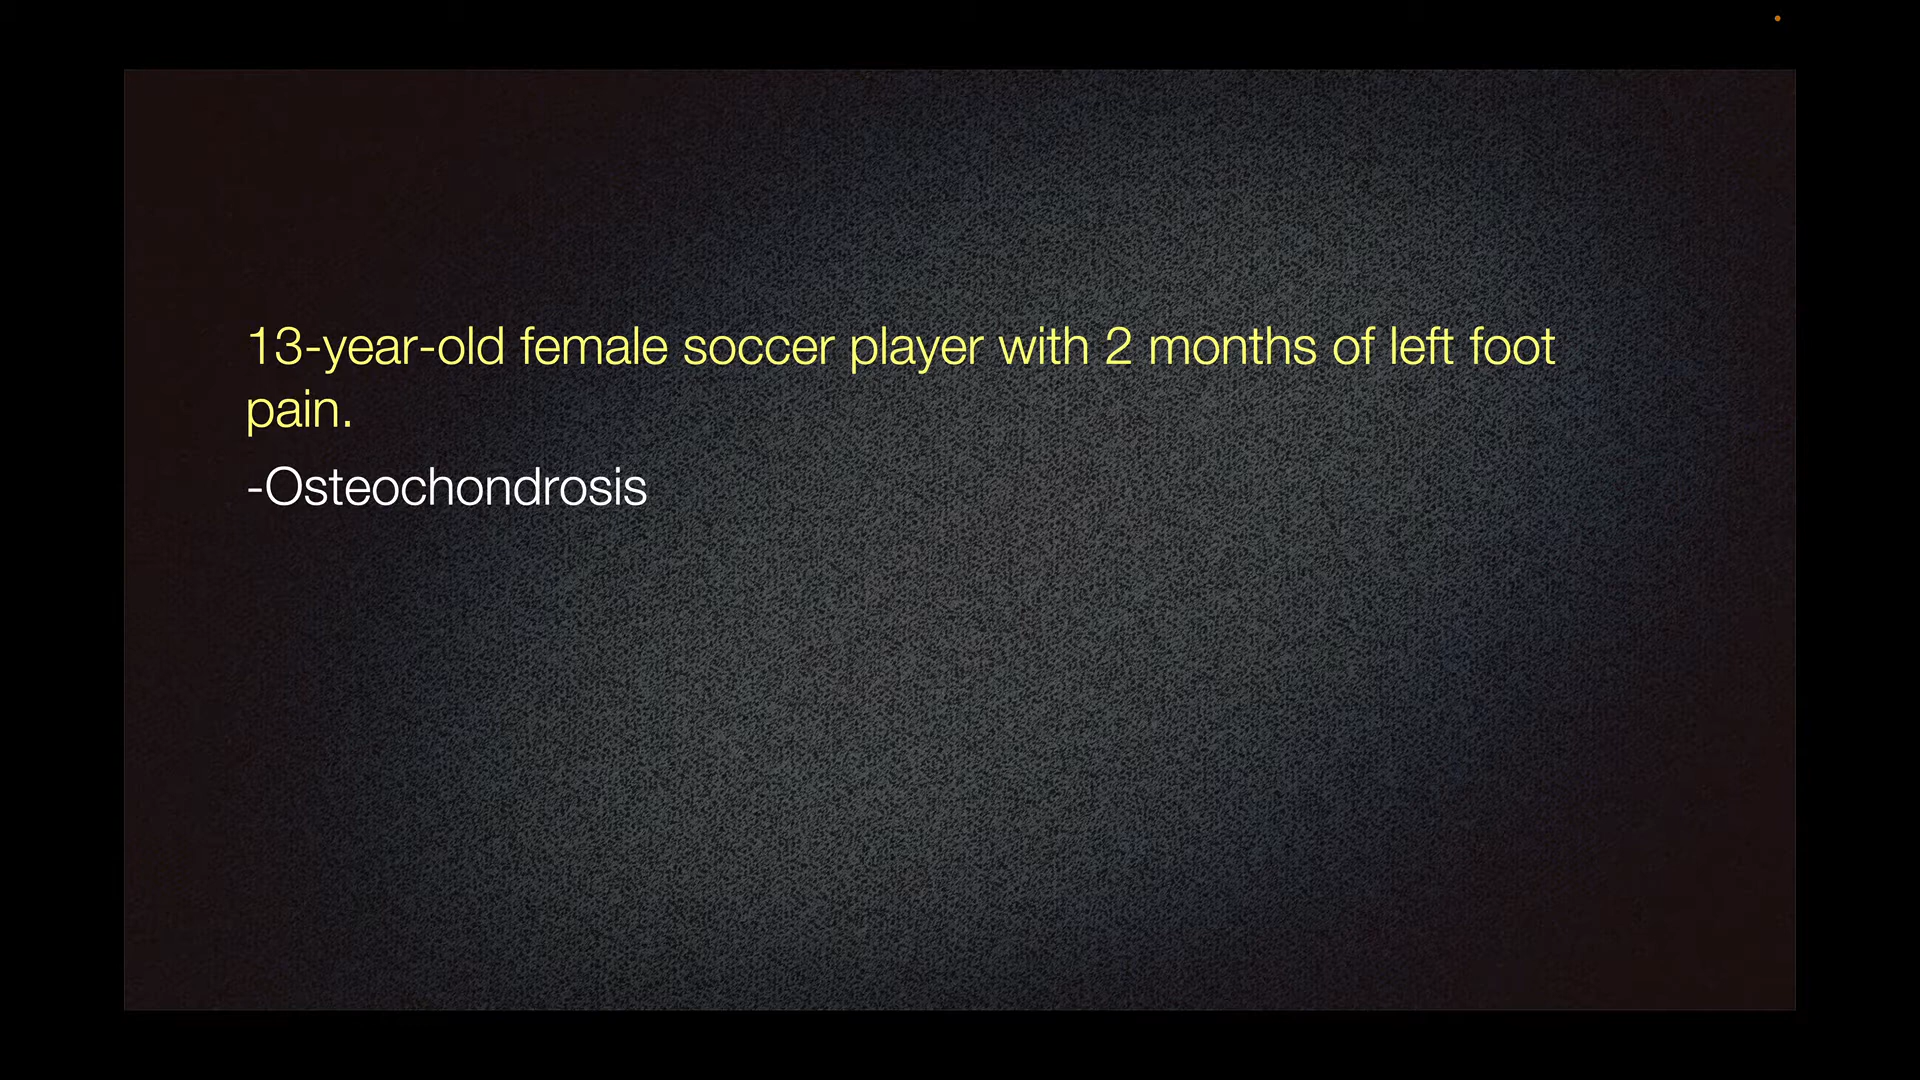 13-year-old female soccer player with 2 months of left foot
pain.
-Osteochondrosis